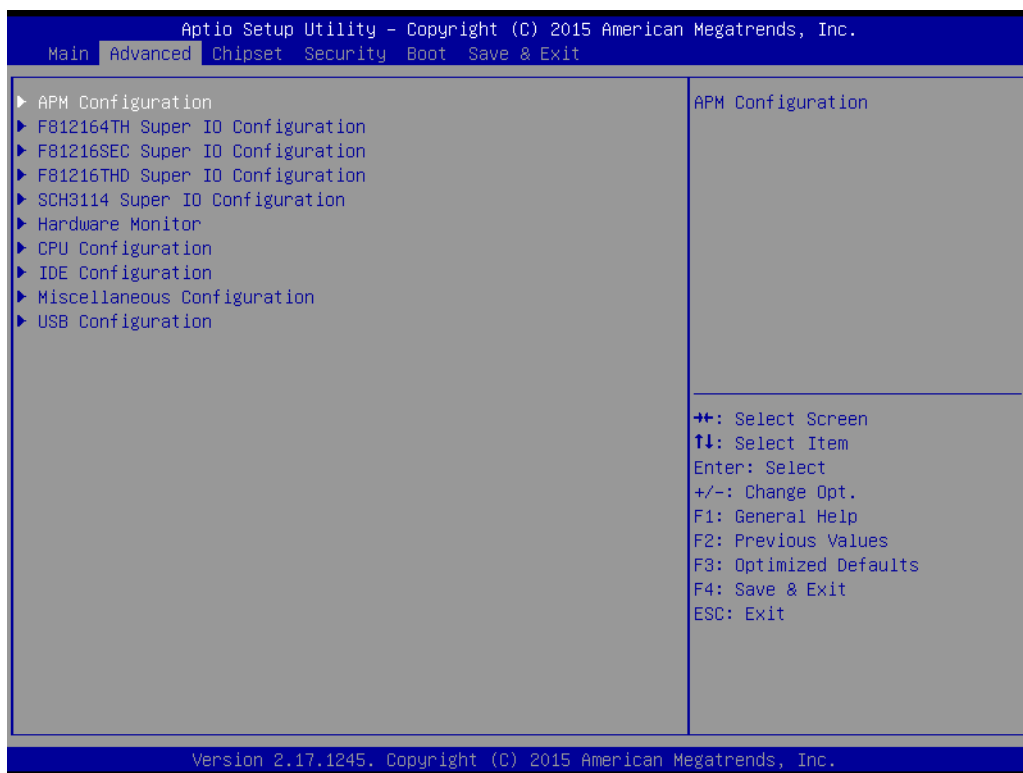 Aptio Setup Utility – Copyright (C) 2015 American Megatrends, Inc.
Main Advanced Chipset Security Boot Save & Exit
APM Configuration
F812164TH Super IO Configuration
F81216SEC Super IO Configuration
F81216THD Super IO Configuration
SCH3114 Super IO Configuration
Hardware Monitor
CPU Configuration
IDE Configuration
Miscellaneous Configuration
USB Configuration
APM Configuration
→←: Select Screen
↑↓: Select Item
Enter: Select
+/-: Change Opt.
F1: General Help
F2: Previous Values
F3: Optimized Defaults
F4: Save & Exit
ESC: Exit
Version 2.17.1245. Copyright (C) 2015 American Megatrends, Inc.